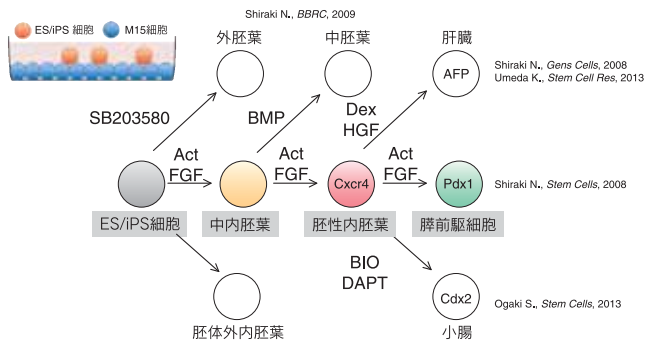 Shiraki N., BBRC, 2009
ES/iPS 細胞 M15細胞
外胚葉 中胚葉 肝臓
AFP
Shiraki N., Gens Cells, 2008
Umeda K., Stem Cell Res, 2013
SB203580
BMP
Dex
HGF
Act
FGF
Act
FGF
Act
FGF
Cxcr4
Pdx1
Shiraki N., Stem Cells, 2008
ES/iPS細胞 中内胚葉 胚性内胚葉 膵前駆細胞
BIO
DAPT
Cdx2
Ogaki S., Stem Cells, 2013
胚体外内胚葉
小腸